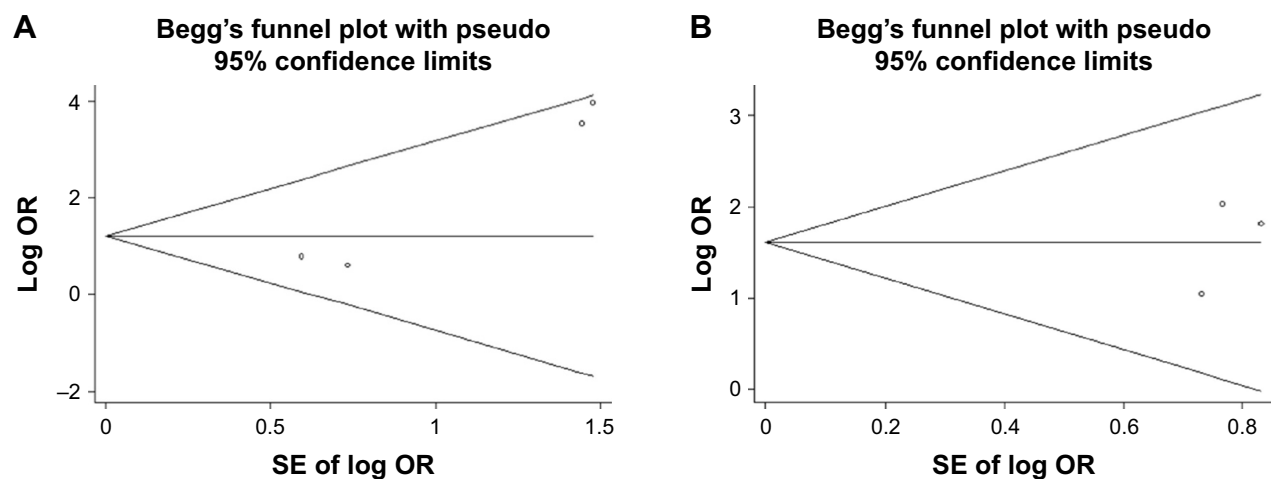 A
Begg’s funnel plot with pseudo
95% confidence limits
4
2
0
–2
Log OR
0
0.5
1
1.5
SE of log OR
B
Begg’s funnel plot with pseudo
95% confidence limits
3
2
1
0
Log OR
0
0.2
0.4
0.6
0.8
SE of log OR